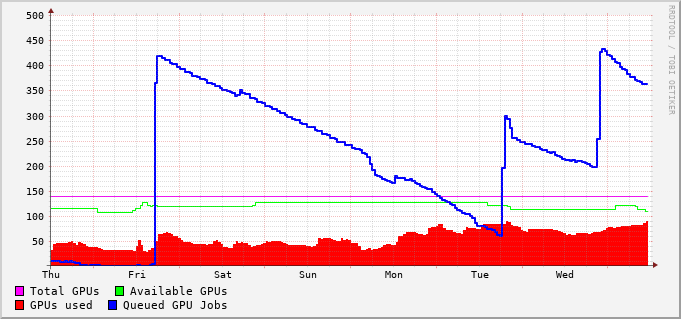 500
450
400
350
300
250
200
150
100
50
Thu Fri Sat Sun Mon Tue Wed
Total GPUs Available GPUs
GPUs used Queued GPU Jobs
RRDTOOL / TOBI OETIKER